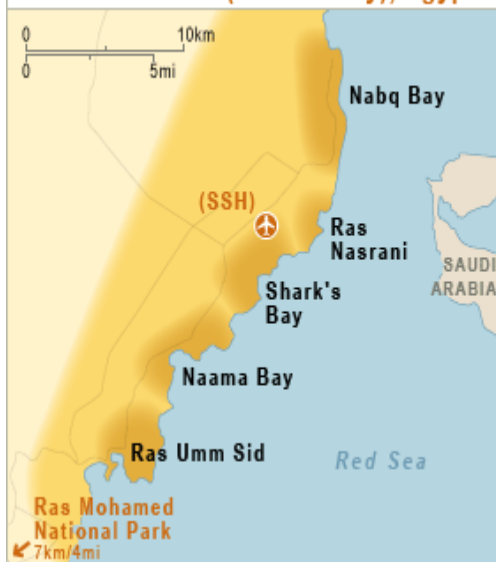 0 10km
0 5mi
Nabq Bay
(SSH)
Ras
Nasrani
SAUDI
ARABIA
Shark's
Bay
Naama Bay
Ras Umm Sid
Red Sea
Ras Mohamed
National Park
7km/4mi